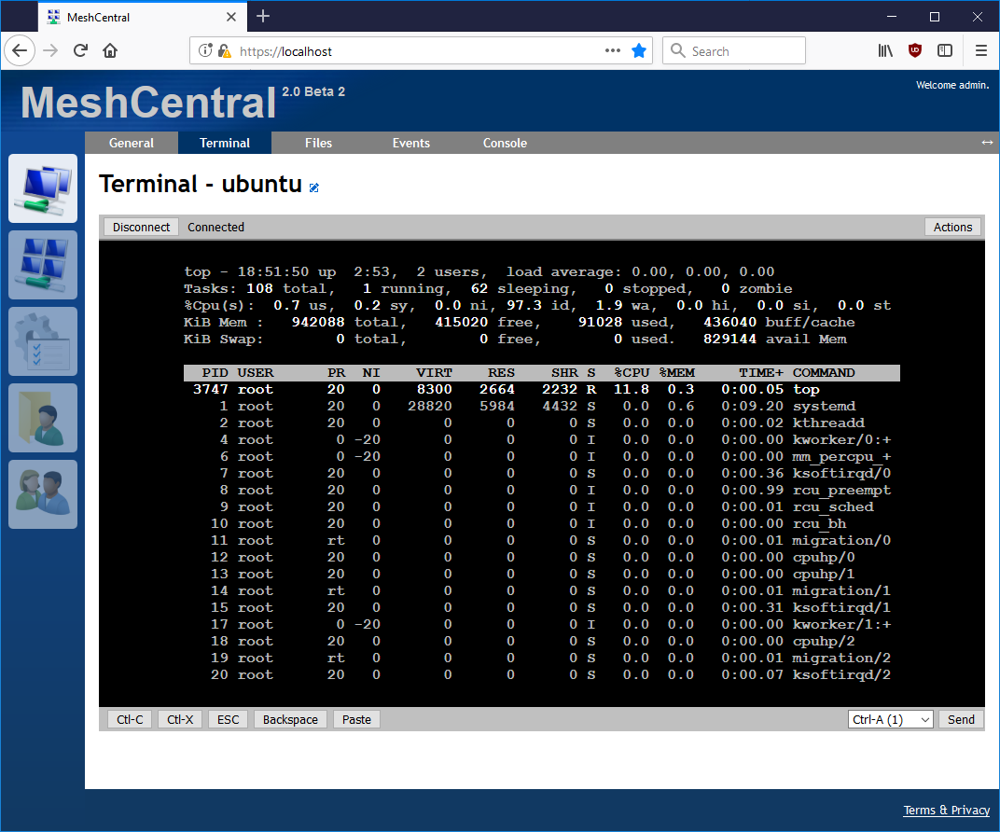 MeshCentral
https://localhost
Search
MeshCentral 2.0 Beta 2
Welcome admin.
General Terminal Files Events Console
Terminal - ubuntu
Disconnect Connected Actions
top - 18:51:50 up  2:53,  2 users,  load average: 0.00, 0.00, 0.00
Tasks: 108 total,   1 running,  62 sleeping,   0 stopped,   0 zombie
%Cpu(s):  0.7 us,  0.2 sy,  0.0 ni, 97.3 id,  1.9 wa,  0.0 hi,  0.0 si,  0.0 st
KiB Mem :   942088 total,   415020 free,    91028 used,   436040 buff/cache
KiB Swap:        0 total,        0 free,        0 used.   829144 avail Mem
  PID USER      PR  NI    VIRT    RES    SHR S  %CPU %MEM     TIME+ COMMAND
 3747 root      20   0    8300   2664   2232 R  11.8  0.3   0:00.05 top
    1 root      20   0   28820   5984   4432 S   0.0  0.6   0:09.20 systemd
    2 root      20   0       0      0      0 S   0.0  0.0   0:00.02 kthreadd
    4 root       0 -20       0      0      0 I   0.0  0.0   0:00.00 kworker/0:+
    6 root       0 -20       0      0      0 I   0.0  0.0   0:00.00 mm_percpu_+
    7 root      20   0       0      0      0 S   0.0  0.0   0:00.36 ksoftirqd/0
    8 root      20   0       0      0      0 I   0.0  0.0   0:00.99 rcu_preempt
    9 root      20   0       0      0      0 I   0.0  0.0   0:00.01 rcu_sched
   10 root      20   0       0      0      0 I   0.0  0.0   0:00.00 rcu_bh
   11 root      rt   0       0      0      0 S   0.0  0.0   0:00.01 migration/0
   12 root      20   0       0      0      0 S   0.0  0.0   0:00.00 cpuhp/0
   13 root      20   0       0      0      0 S   0.0  0.0   0:00.00 cpuhp/1
   14 root      rt   0       0      0      0 S   0.0  0.0   0:00.01 migration/1
   15 root      20   0       0      0      0 S   0.0  0.0   0:00.31 ksoftirqd/1
   17 root       0 -20       0      0      0 I   0.0  0.0   0:00.00 kworker/1:+
   18 root      20   0       0      0      0 S   0.0  0.0   0:00.00 cpuhp/2
   19 root      rt   0       0      0      0 S   0.0  0.0   0:00.01 migration/2
   20 root      20   0       0      0      0 S   0.0  0.0   0:00.07 ksoftirqd/2
Ctl-C Ctl-X ESC Backspace Paste Ctrl-A (1) Send
Terms & Privacy